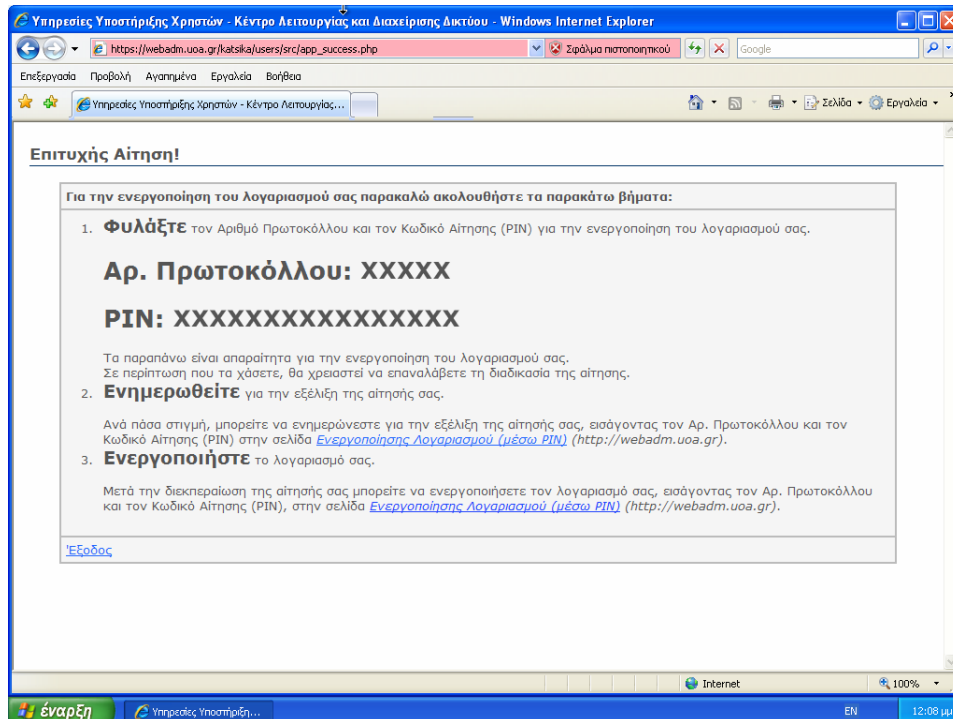 Υπηρεσίες Υποστήριξης Χρηστών - Κέντρο Λειτουργίας και Διαχείρισης Δικτύου - Windows Internet Explorer
https://webadm.uoa.gr/katsika/users/src/app_success.php
Σφάλμα πιστοποιητικού
Google
Επεξεργασία Προβολή Αγαπημένα Εργαλεία Βοήθεια
Υπηρεσίες Υποστήριξης Χρηστών - Κέντρο Λειτουργίας...
Σελίδα
Εργαλεία
Επιτυχής Αίτηση!
Για την ενεργοποίηση του λογαριασμού σας παρακαλώ ακολουθήστε τα παρακάτω βήματα:
1. Φυλάξτε τον Αριθμό Πρωτοκόλλου και τον Κωδικό Αίτησης (PIN) για την ενεργοποίηση του λογαριασμού σας.
Αρ. Πρωτοκόλλου: XXXXX
PIN: XXXXXXXXXXXXXXXX
Τα παραπάνω είναι απαραίτητα για την ενεργοποίηση του λογαριασμού σας.
Σε περίπτωση που τα χάσετε, θα χρειαστεί να επαναλάβετε τη διαδικασία της αίτησης.
2. Ενημερωθείτε για την εξέλιξη της αίτησής σας.
Ανά πάσα στιγμή, μπορείτε να ενημερώνεστε για την εξέλιξη της αίτησής σας, εισάγοντας τον Αρ. Πρωτοκόλλου και τον
Κωδικό Αίτησης (PIN) στην σελίδα Ενεργοποίησης Λογαριασμού (μέσω PIN) (http://webadm.uoa.gr).
3. Ενεργοποιήστε το λογαριασμό σας.
Μετά την διεκπεραίωση της αίτησής σας μπορείτε να ενεργοποιήσετε τον λογαριασμό σας, εισάγοντας τον Αρ. Πρωτοκόλλου
και τον Κωδικό Αίτησης (PIN), στην σελίδα Ενεργοποίησης Λογαριασμού (μέσω PIN) (http://webadm.uoa.gr).
Έξοδος
Internet
100%
έναρξη
Υπηρεσίες Υποστήριξη...
EN
12:08 μμ